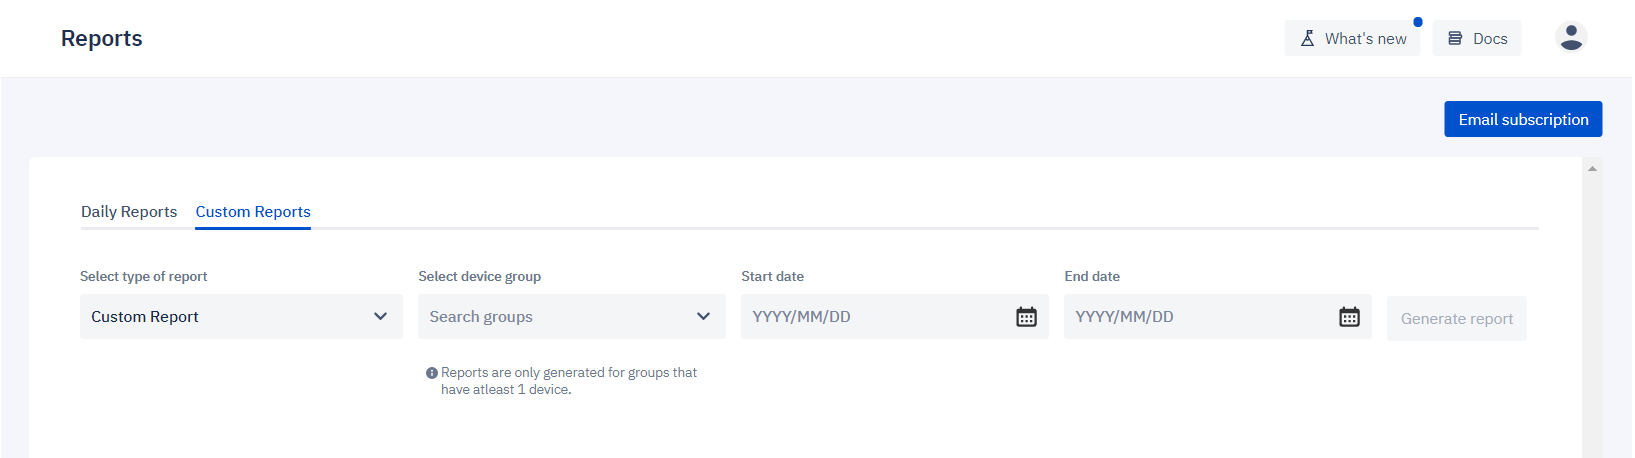 Reports
What's new
Docs
Email subscription
Daily Reports
Custom Reports
Select type of report
Select device group
Start date
End date
Custom Report
Search groups
YYYY/MM/DD
YYYY/MM/DD
Generate report
Reports are only generated for groups that
have atleast 1 device.